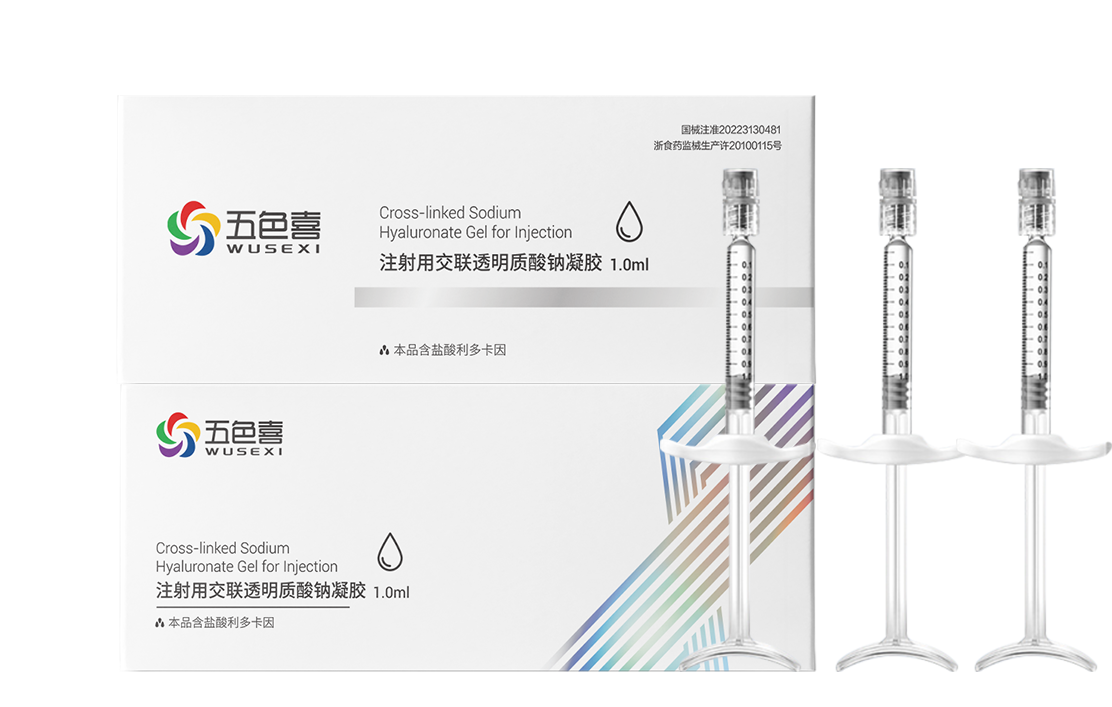 国械注准20223130481
浙食药监械生产许20100115号
五色喜
WUSEXI
Cross-linked Sodium
Hyaluronate Gel for Injection
注射用交联透明质酸钠凝胶 1.0ml
本品含盐酸利多卡因
五色喜
WUSEXI
Cross-linked Sodium
Hyaluronate Gel for Injection
注射用交联透明质酸钠凝胶 1.0ml
本品含盐酸利多卡因